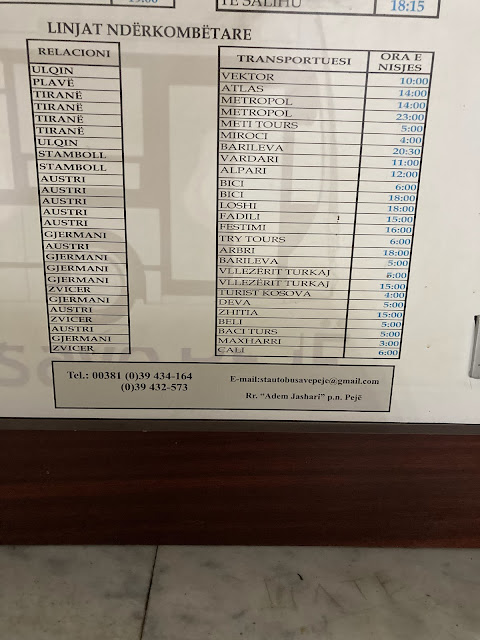 TË SALIHU 18:15
LINJAT NDËRKOMBËTARE
RELACIONI TRANSPORTUESI ORA E NISJES
ULQIN VEKTOR 10:00
PLAVË ATLAS 14:00
TIRANË METROPOL 14:00
TIRANË METROPOL 23:00
TIRANË METI TOURS 5:00
TIRANË MIROCI 4:00
ULQIN BARILEVA 20:30
STAMBOLL VARDARI 11:00
STAMBOLL ALPARI 12:00
AUSTRI BICI 6:00
AUSTRI BICI 18:00
AUSTRI LOSHI 18:00
AUSTRI FADILI 15:00
AUSTRI FESTIMI 16:00
GJERMANI TRY TOURS 6:00
AUSTRI ARBRI 18:00
GJERMANI BARILEVA 5:00
GJERMANI VLLEZËRIT TURKAJ 6:00
GJERMANI VLLEZËRIT TURKAJ 15:00
ZVICER TURIST KOSOVA 4:00
GJERMANI DEVA 5:00
AUSTRI ZHITIA 15:00
ZVICER BELI 5:00
AUSTRI BACI TURS 5:00
GJERMANI MAXHARRI 3:00
ZVICER CALI 6:00
Tel.: 00381 (0)39 434-164
(0)39 432-573
E-mail:stautobusavepeje@gmail.com
Rr. "Adem Jashari" p.n. Pejë